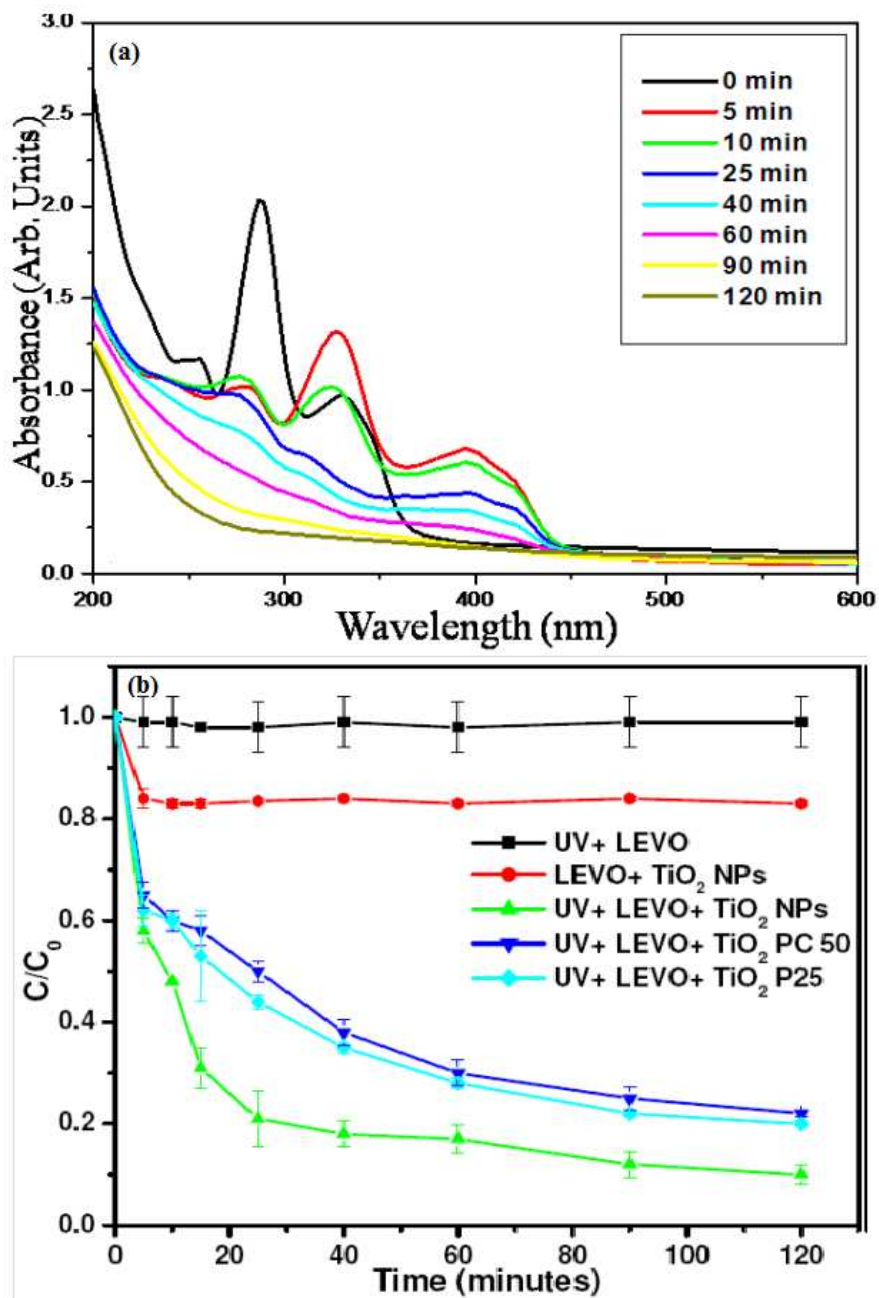 (a)
3.0
2.5
2.0
1.5
1.0
0.5
0.0
Absorbance (Arb. Units)
0 min
5 min
10 min
25 min
40 min
60 min
90 min
120 min
200 300 400 500 600
Wavelength (nm)
(b)
1.0
0.8
0.6
0.4
0.2
0.0
C/C₀
UV+ LEVO
LEVO+ TiO₂ NPs
UV+ LEVO+ TiO₂ NPs
UV+ LEVO+ TiO₂ PC 50
UV+ LEVO+ TiO₂ P25
0 20 40 60 80 100 120
Time (minutes)